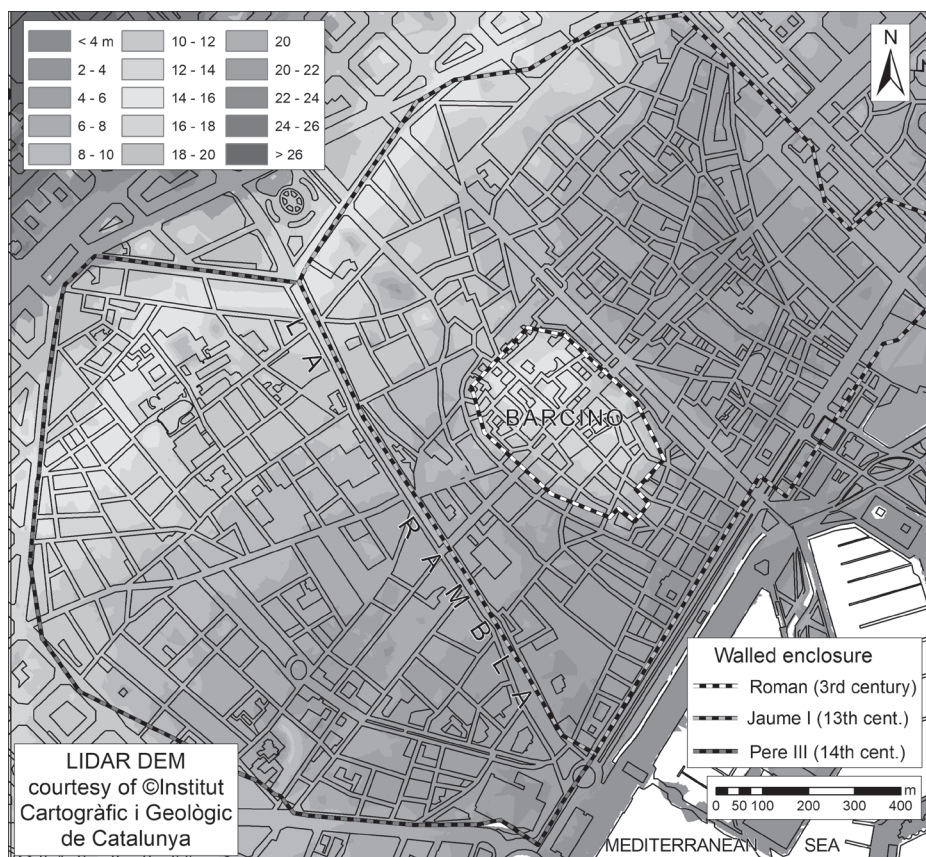 < 4 m
2 - 4
4 - 6
6 - 8
8 - 10
10 - 12
12 - 14
14 - 16
16 - 18
18 - 20
20
20 - 22
22 - 24
24 - 26
> 26
N
LA RAMBLA
BARCINO
Walled enclosure
Roman (3rd century)
Jaume I (13th cent.)
Pere III (14th cent.)
0 50 100 200 300 400 m
LIDAR DEM
courtesy of ©Institut
Cartogràfic i Geològic
de Catalunya
MEDITERRANEAN SEA